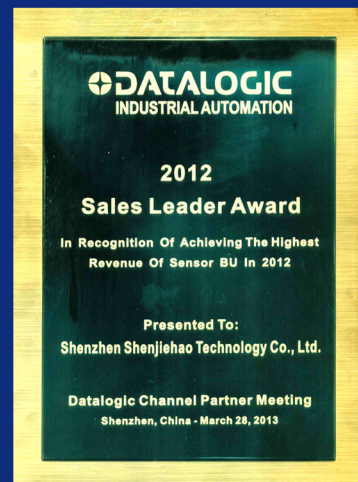 DATALOGIC
INDUSTRIAL AUTOMATION
2012
Sales Leader Award
In Recognition Of Achieving The Highest
Revenue Of Sensor BU In 2012
Presented To:
Shenzhen Shenjiehao Technology Co., Ltd.
Datalogic Channel Partner Meeting
Shenzhen, China - March 28, 2013